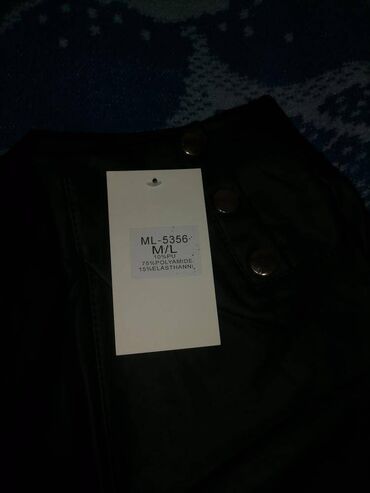 ML-5356
M/L
10%PU
75%POLYAMIDE
15%ELASTHANNI